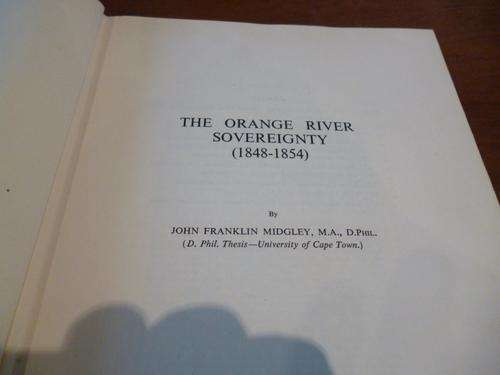 THE ORANGE RIVER
SOVEREIGNTY
(1848-1854)
By
JOHN FRANKLIN MIDGLEY, M.A., D.PHIL.
(D. Phil. Thesis—University of Cape Town.)